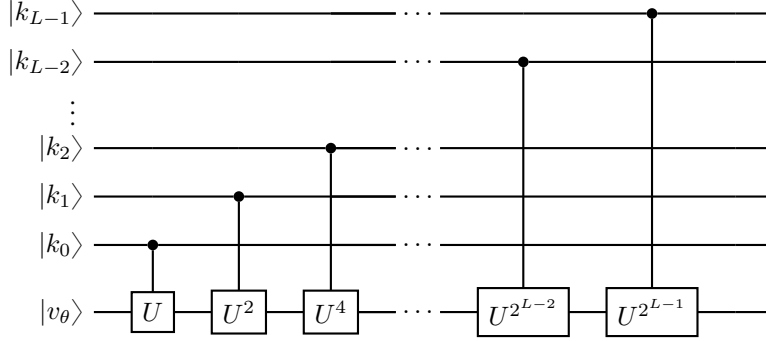 |k_{L−1}⟩ ⋯
|k_{L−2}⟩ ⋯
⋮
|k_2⟩ ⋯
|k_1⟩ ⋯
|k_0⟩ ⋯
|v_θ⟩ U U^2 U^4 ⋯ U^{2^{L−2}} U^{2^{L−1}}